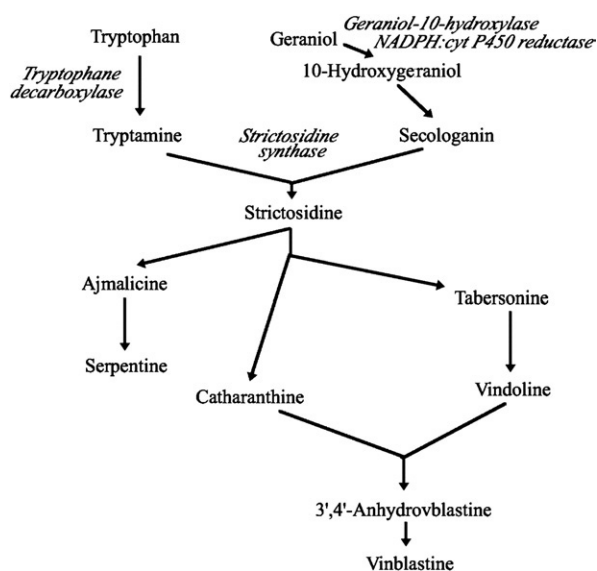 Tryptophan
Geraniol
Geraniol-10-hydroxylase
NADPH:cyt P450 reductase
10-Hydroxygeraniol
Tryptophane
decarboxylase
Tryptamine
Strictosidine
synthase
Secologanin
Strictosidine
Ajmalicine
Tabersonine
Serpentine
Catharanthine
Vindoline
3',4'-Anhydrovblastine
Vinblastine